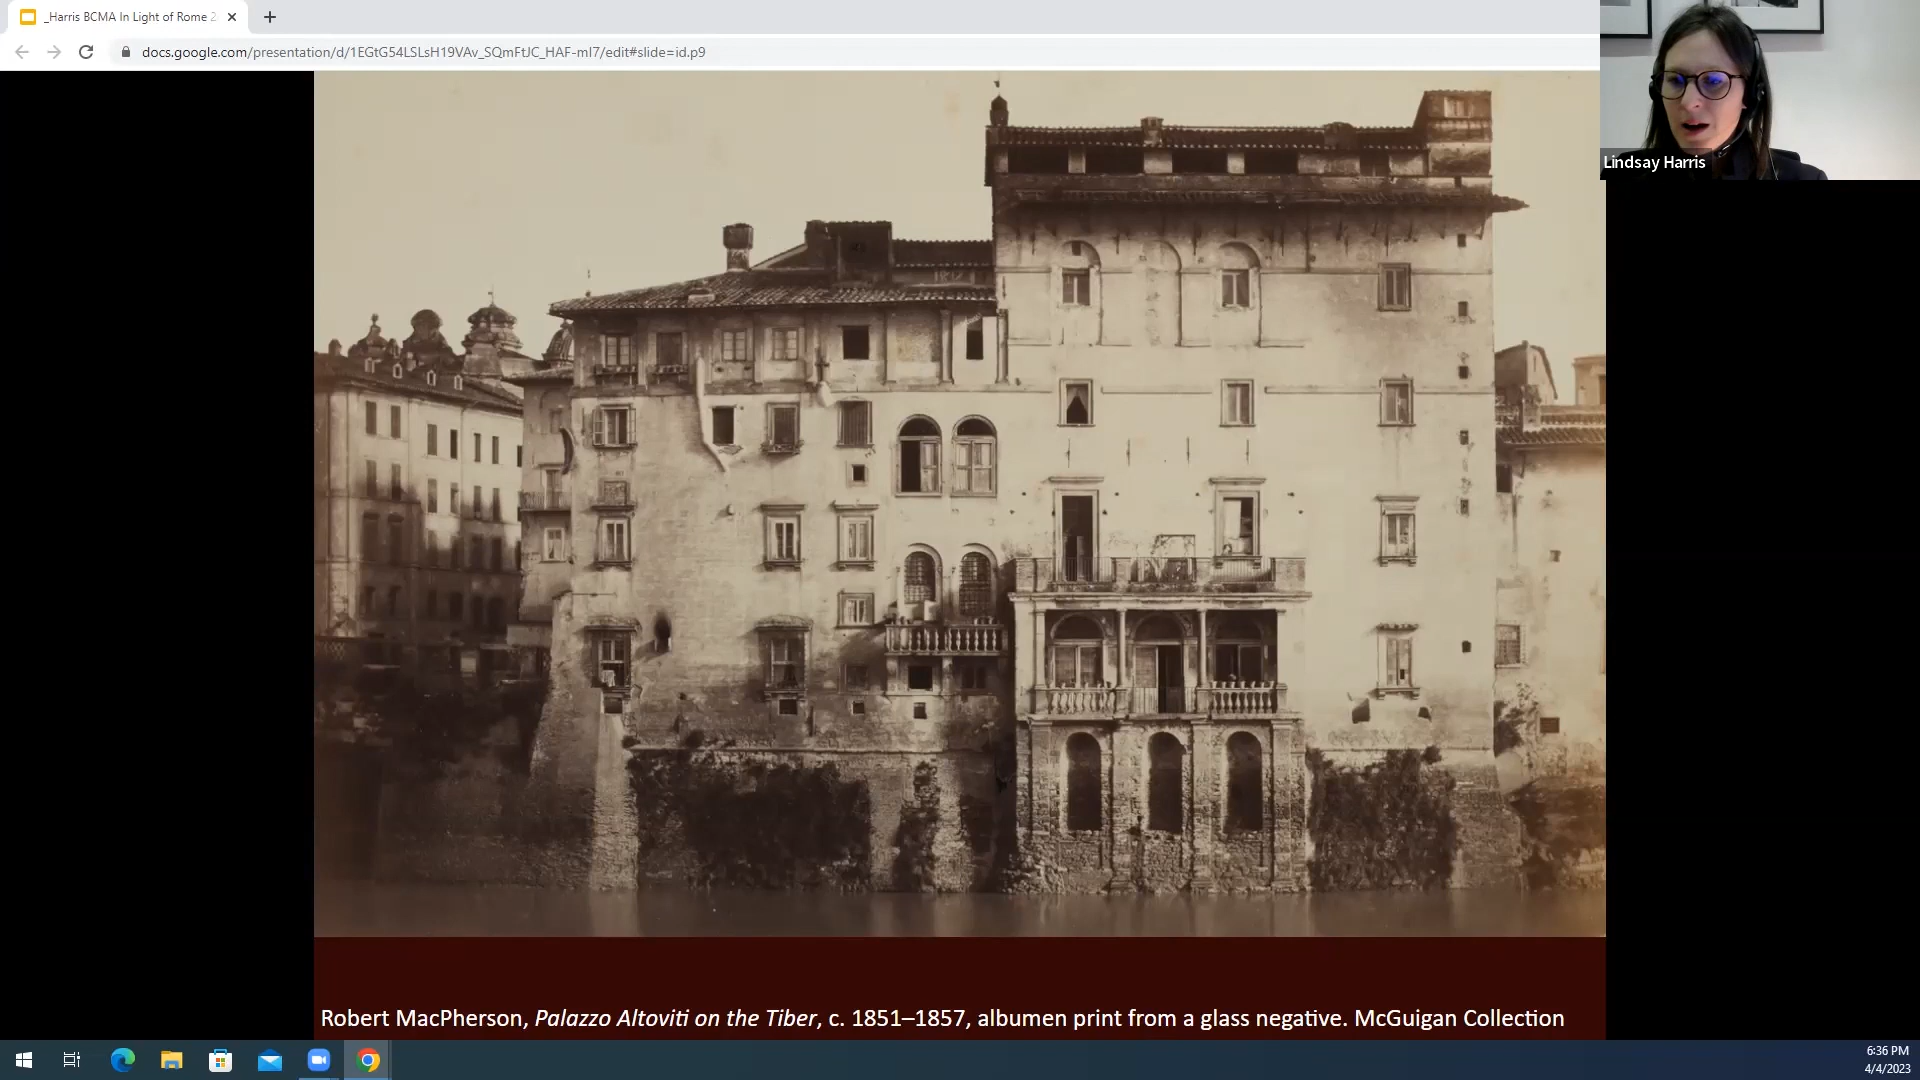 _Harris BCMA In Light of Rome 2
docs.google.com/presentation/d/1EGtG54LSLsH19VAv_SQmFtJC_HAF-mI7/edit#slide=id.p9
Lindsay Harris
Robert MacPherson, Palazzo Altoviti on the Tiber, c. 1851–1857, albumen print from a glass negative. McGuigan Collection
6:36 PM
4/4/2023